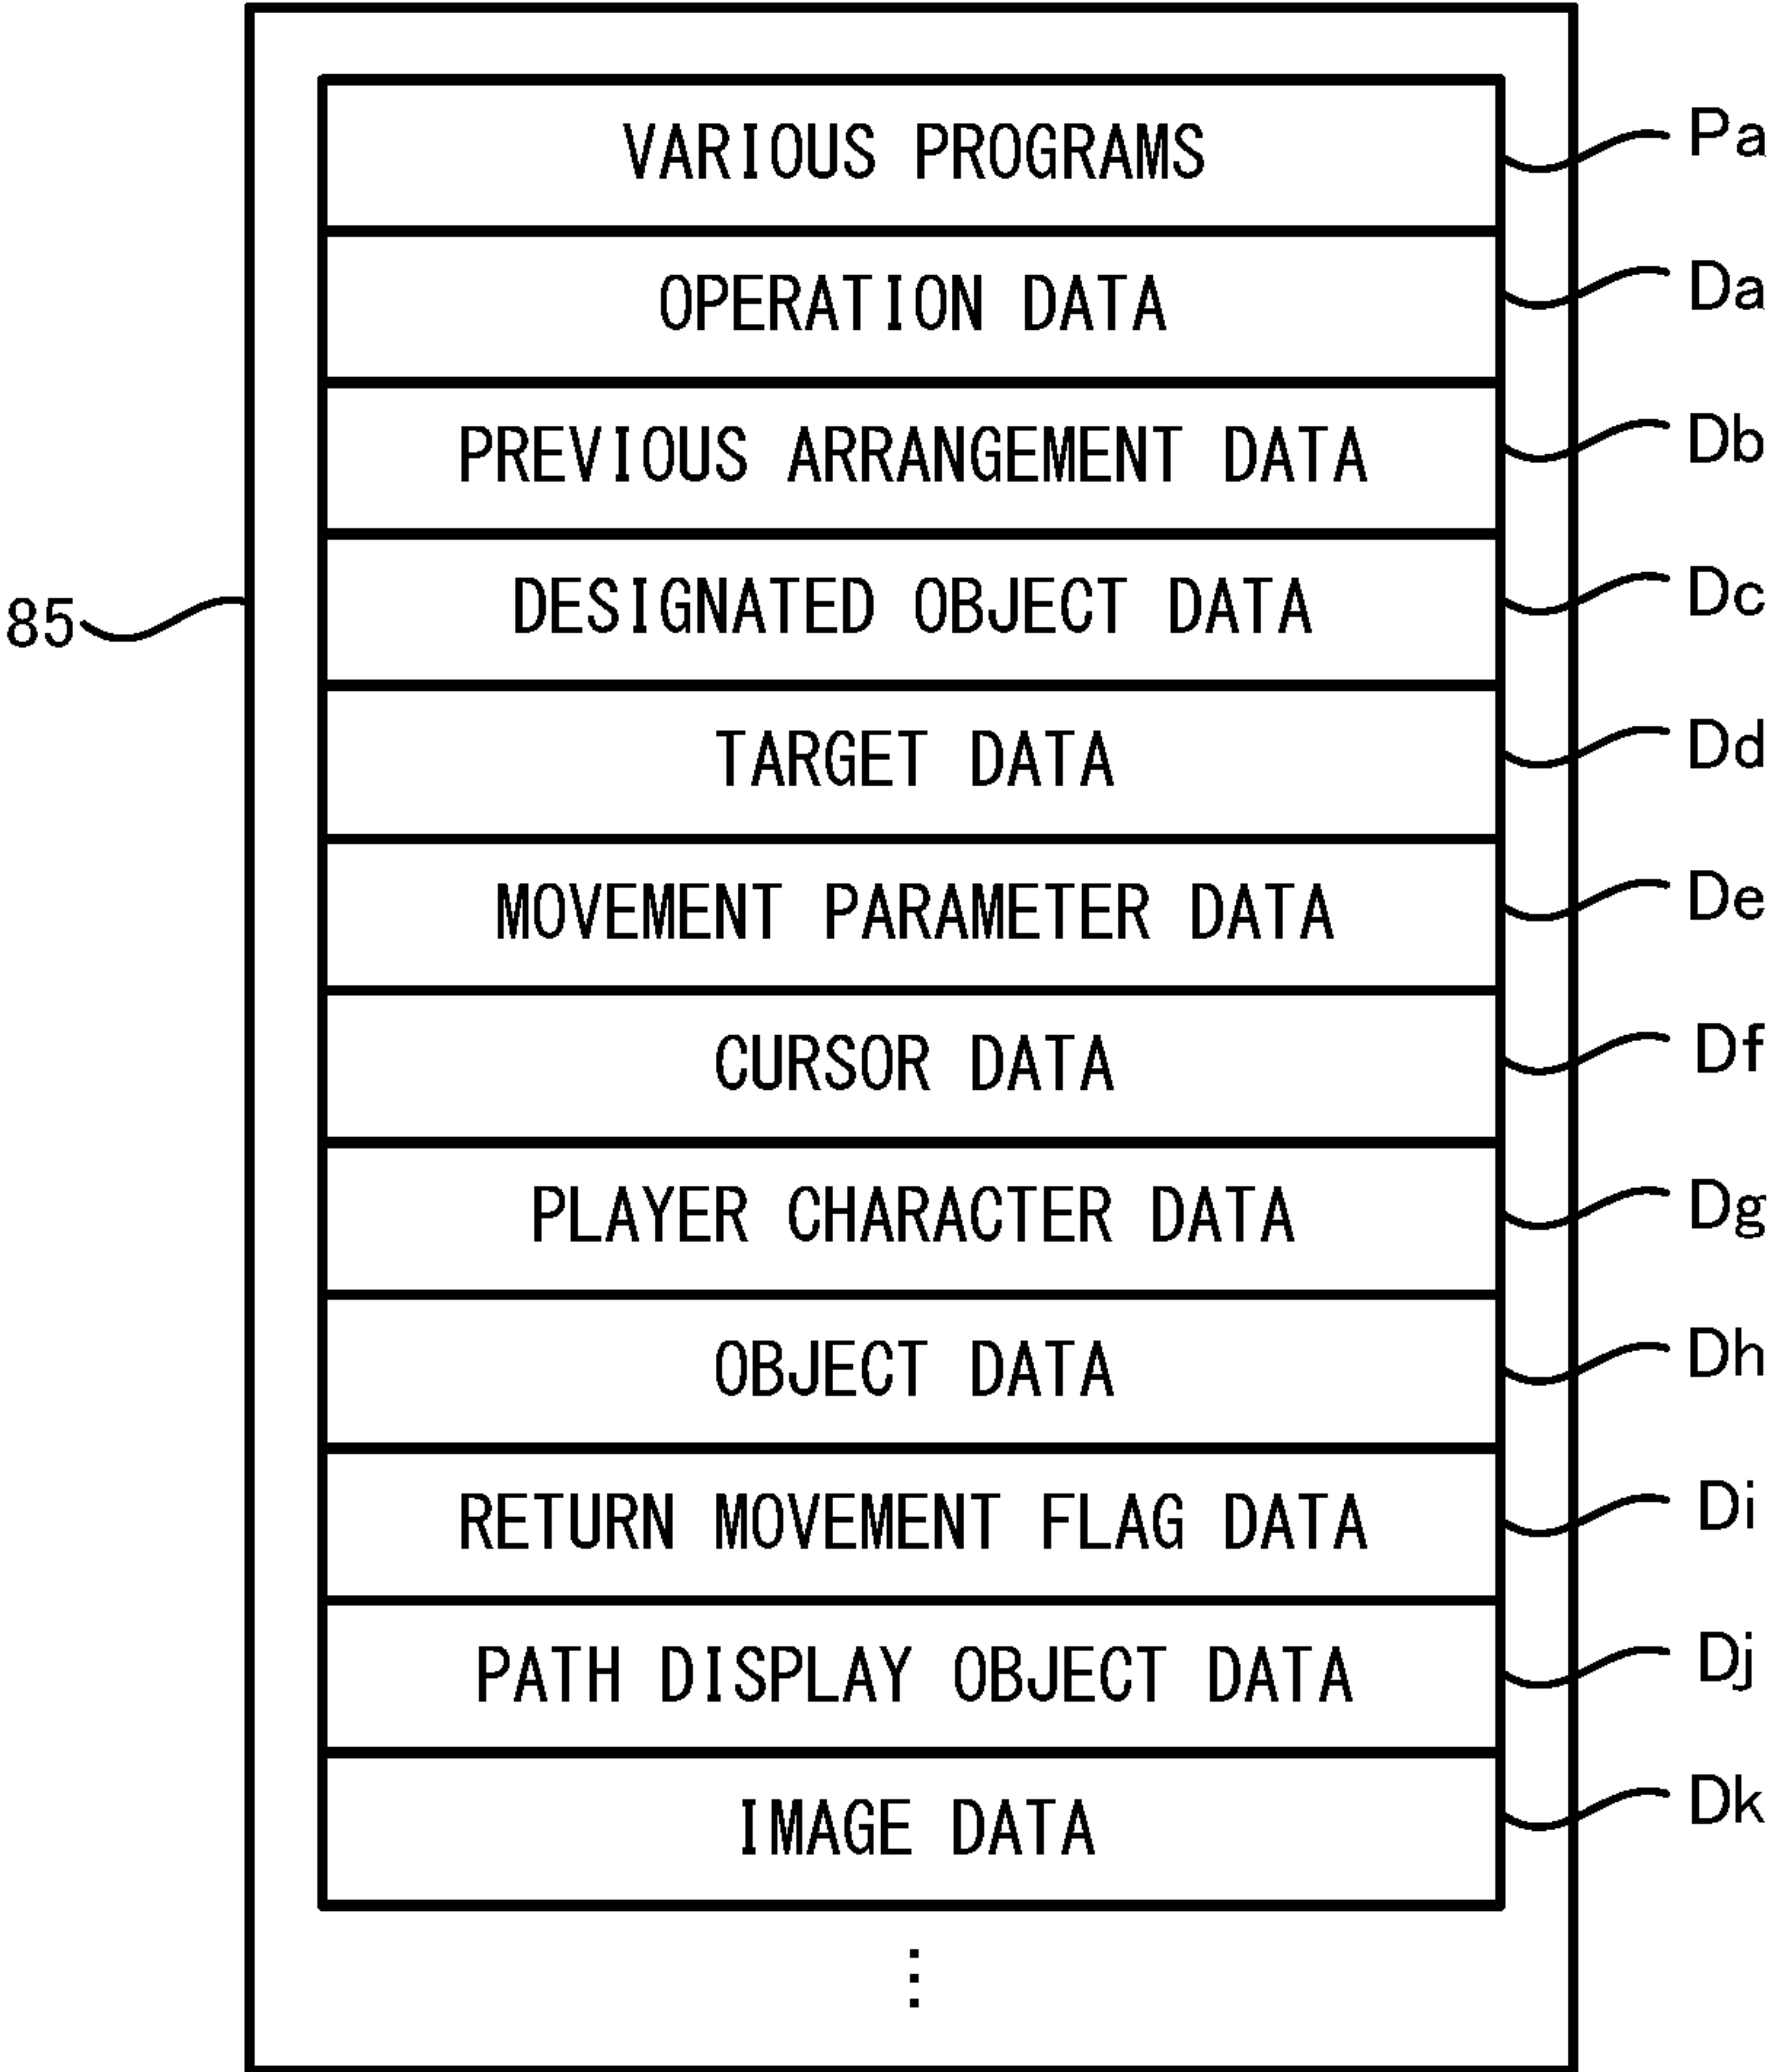 VARIOUS PROGRAMS Pa
OPERATION DATA Da
PREVIOUS ARRANGEMENT DATA Db
DESIGNATED OBJECT DATA Dc
85
TARGET DATA Dd
MOVEMENT PARAMETER DATA De
CURSOR DATA Df
PLAYER CHARACTER DATA Dg
OBJECT DATA Dh
RETURN MOVEMENT FLAG DATA Di
PATH DISPLAY OBJECT DATA Dj
IMAGE DATA Dk
⋮